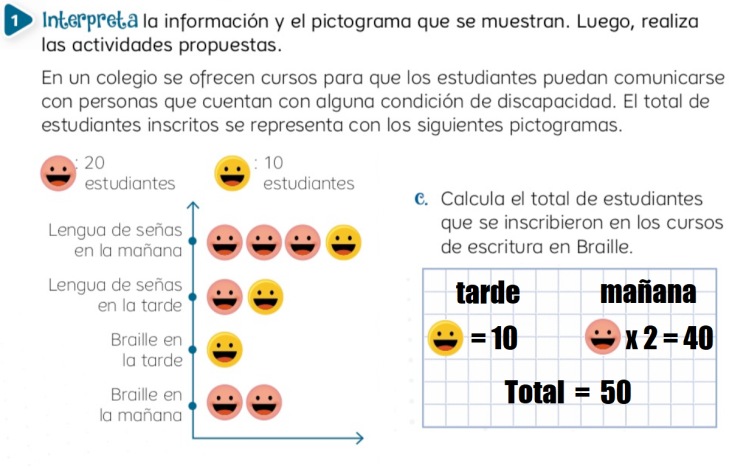 1 Interpreta la información y el pictograma que se muestran. Luego, realiza
las actividades propuestas.
En un colegio se ofrecen cursos para que los estudiantes puedan comunicarse
con personas que cuentan con alguna condición de discapacidad. El total de
estudiantes inscritos se representa con los siguientes pictogramas.
: 20
estudiantes
: 10
estudiantes
Lengua de señas
en la mañana
Lengua de señas
en la tarde
Braille en
la tarde
Braille en
la mañana
c. Calcula el total de estudiantes
que se inscribieron en los cursos
de escritura en Braille.
tarde mañana
= 10 x 2 = 40
Total = 50